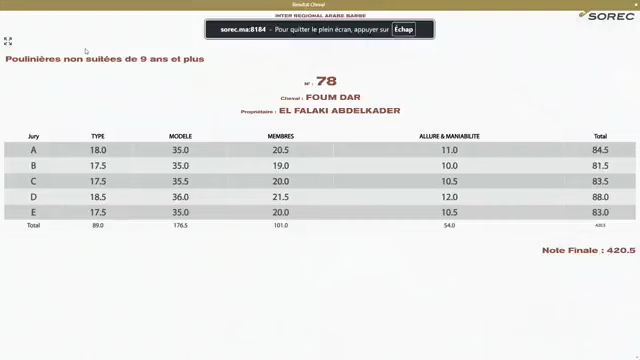 Resultat Cheval
INTER REGIONAL ARABE BARBE
SOREC
sorec.ma:8184 - Pour quitter le plein écran, appuyer sur Échap
Poulinières non suitées de 9 ans et plus
N° : 78
Cheval : FOUM DAR
Propriétaire : EL FALAKI ABDELKADER
Jury TYPE MODELE MEMBRES ALLURE & MANIABILITE Total
A 18.0 35.0 20.5 11.0 84.5
B 17.5 35.0 19.0 10.0 81.5
C 17.5 35.5 20.0 10.5 83.5
D 18.5 36.0 21.5 12.0 88.0
E 17.5 35.0 20.0 10.5 83.0
Total 89.0 176.5 101.0 54.0 420.5
Note Finale : 420.5